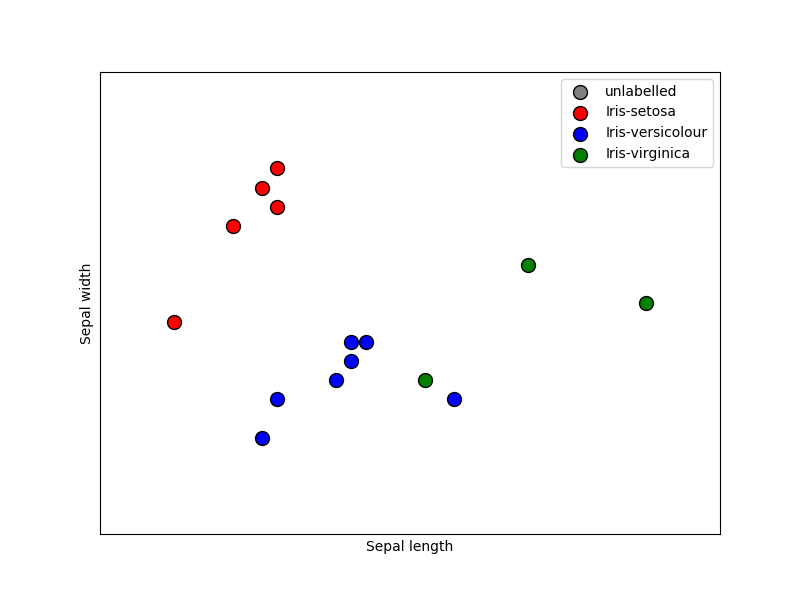 unlabelled
Iris-setosa
Iris-versicolour
Iris-virginica
Sepal width
Sepal length